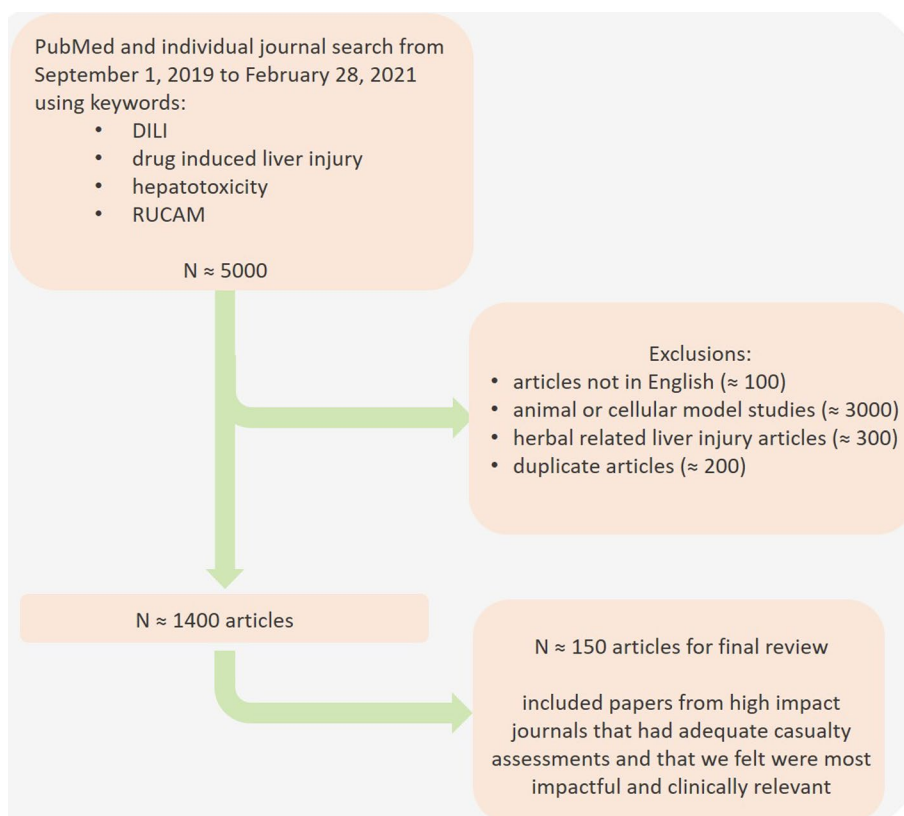 PubMed and individual journal search from
September 1, 2019 to February 28, 2021
using keywords:
• DILI
• drug induced liver injury
• hepatotoxicity
• RUCAM
N ≈ 5000
Exclusions:
• articles not in English (≈ 100)
• animal or cellular model studies (≈ 3000)
• herbal related liver injury articles (≈ 300)
• duplicate articles (≈ 200)
N ≈ 1400 articles
N ≈ 150 articles for final review
included papers from high impact
journals that had adequate casualty
assessments and that we felt were most
impactful and clinically relevant